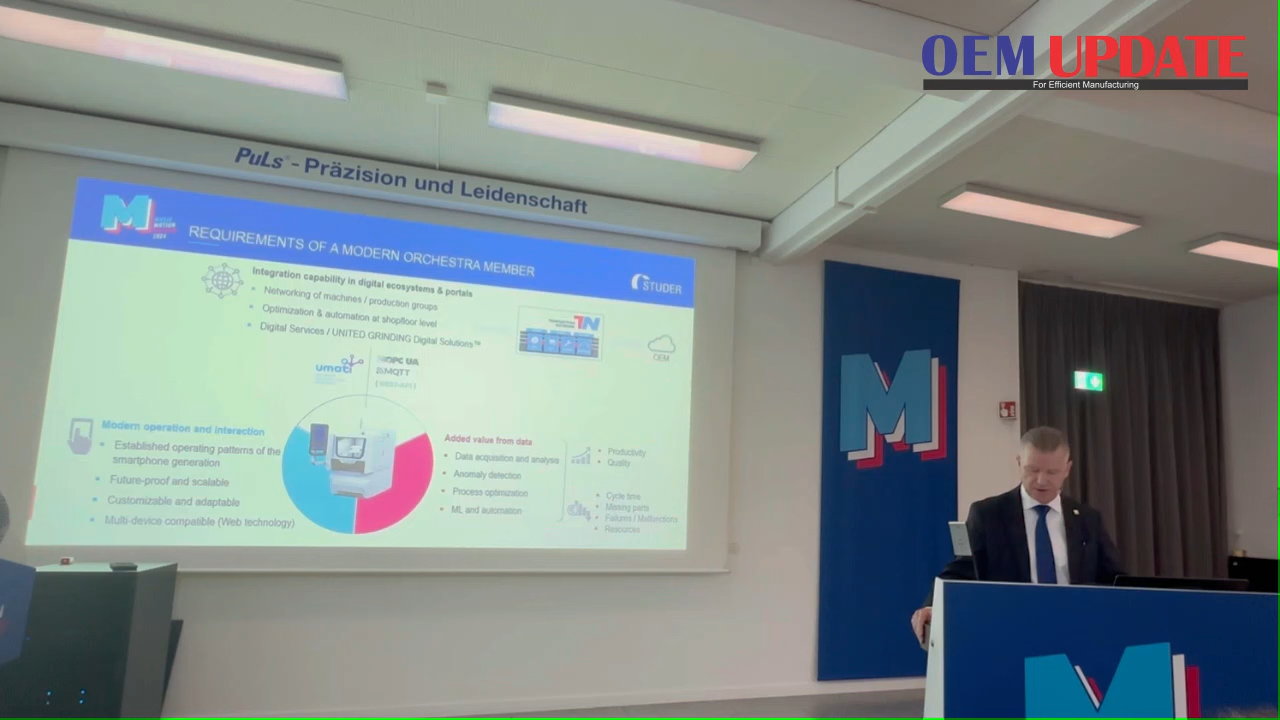 OEM UPDATE
For Efficient Manufacturing
PuLs® - Präzision und Leidenschaft
M
REQUIREMENTS OF A MODERN ORCHESTRA MEMBER
STUDER
Integration capability in digital ecosystems & portals
Networking of machines / production groups
Optimization & automation at shopfloor level
Digital Services / UNITED GRINDING Digital Solutions™
TN
OEM
umati
OPC UA
MQTT
Modern operation and interaction
Established operating patterns of the
smartphone generation
Future-proof and scalable
Customizable and adaptable
Multi-device compatible (Web technology)
Added value from data
Data acquisition and analysis
Anomaly detection
Process optimization
ML and automation
Productivity
Quality
Cycle time
Missing parts
Failures / Malfunctions
Resources
M
M